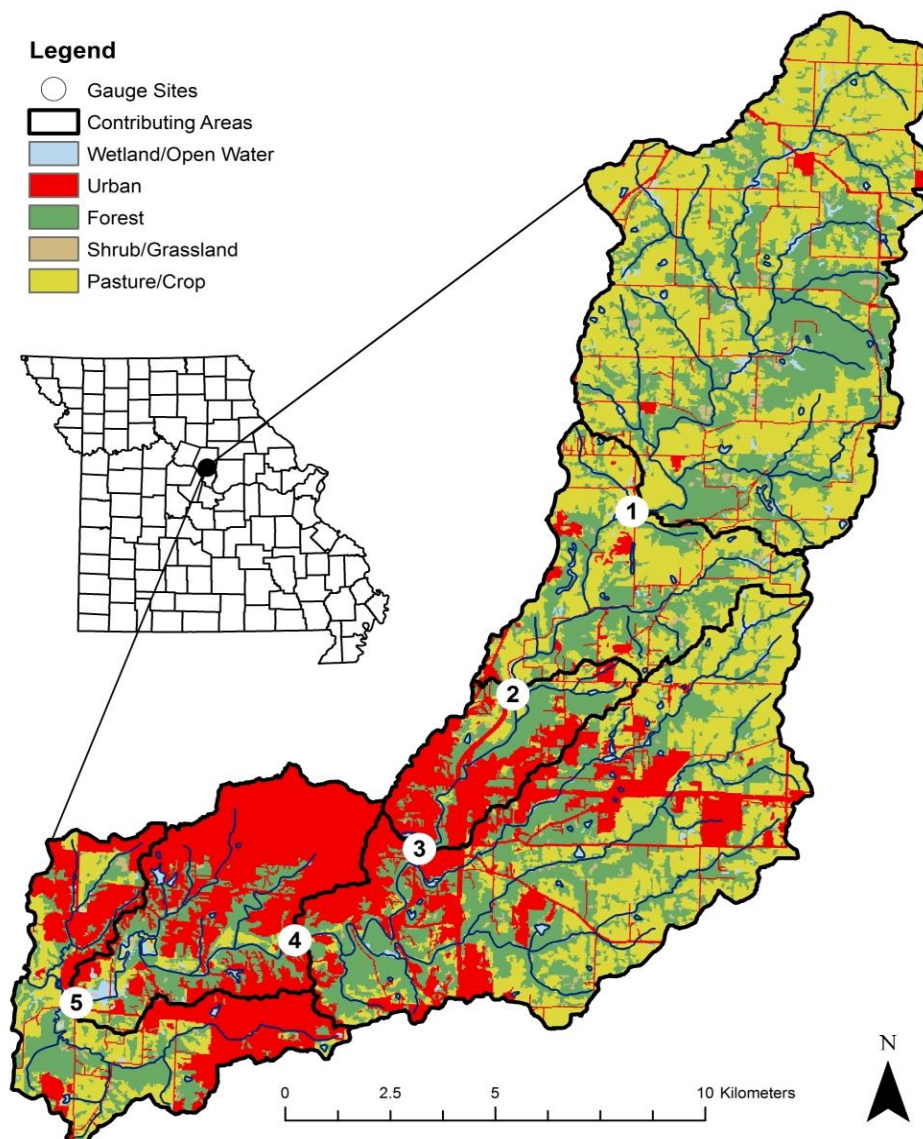 Legend
Gauge Sites
Contributing Areas
Wetland/Open Water
Urban
Forest
Shrub/Grassland
Pasture/Crop
1
2
3
4
5
N
0 2.5 5 10 Kilometers